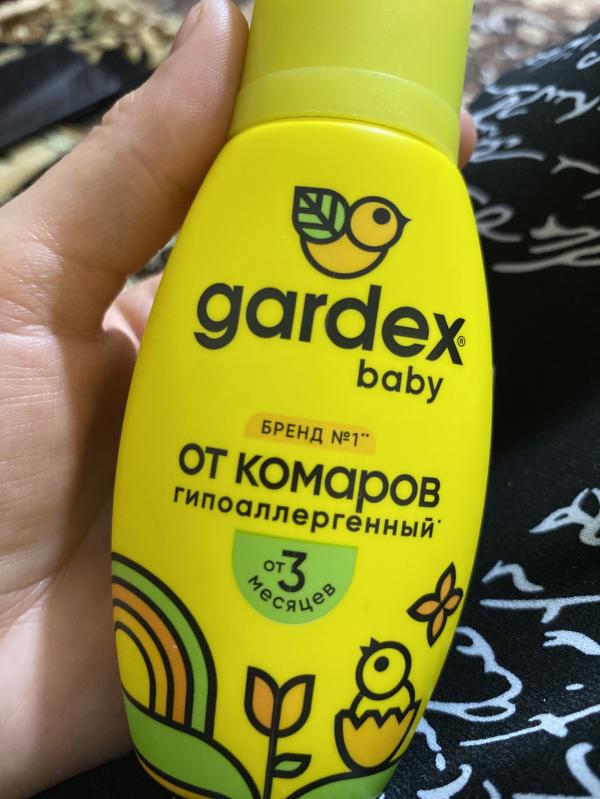 gardex®
baby
БРЕНД №1**
от комаров
гипоаллергенный*
от 3
месяцев